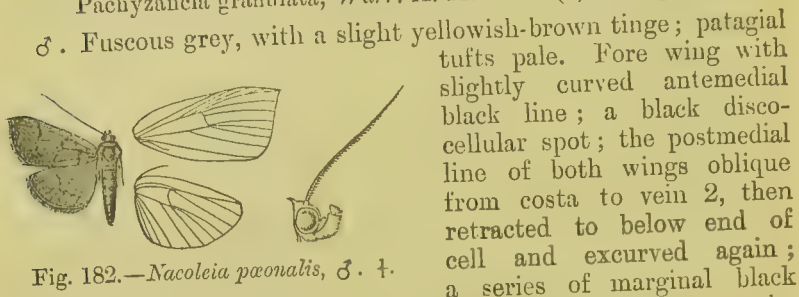 Pachyzancla
♂. Fuscous grey, with a slight yellowish-brown tinge; patagial
tufts pale. Fore wing with
slightly curved antemedial
black line; a black disco-
cellular spot; the postmedial
line of both wings oblique
from costa to vein 2, then
retracted to below end of
cell and excurved again;
a series of marginal black
Fig. 182.—Nacoleia pæonalis, ♂. ⅟.